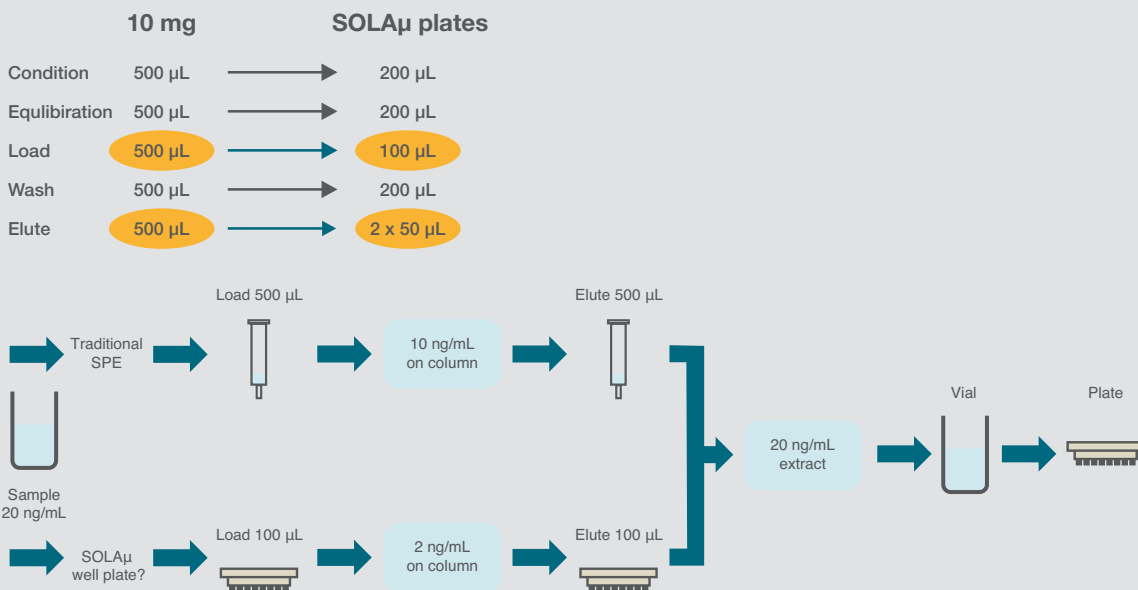 10 mg SOLAµ plates
Condition 500 µL 200 µL
Equlibiration 500 µL 200 µL
Load 500 µL 100 µL
Wash 500 µL 200 µL
Elute 500 µL 2 x 50 µL
Load 500 µL
Elute 500 µL
Traditional
SPE
10 ng/mL
on column
Vial
Plate
20 ng/mL
extract
Sample
20 ng/mL
Load 100 µL
Elute 100 µL
SOLAµ
well plate?
2 ng/mL
on column